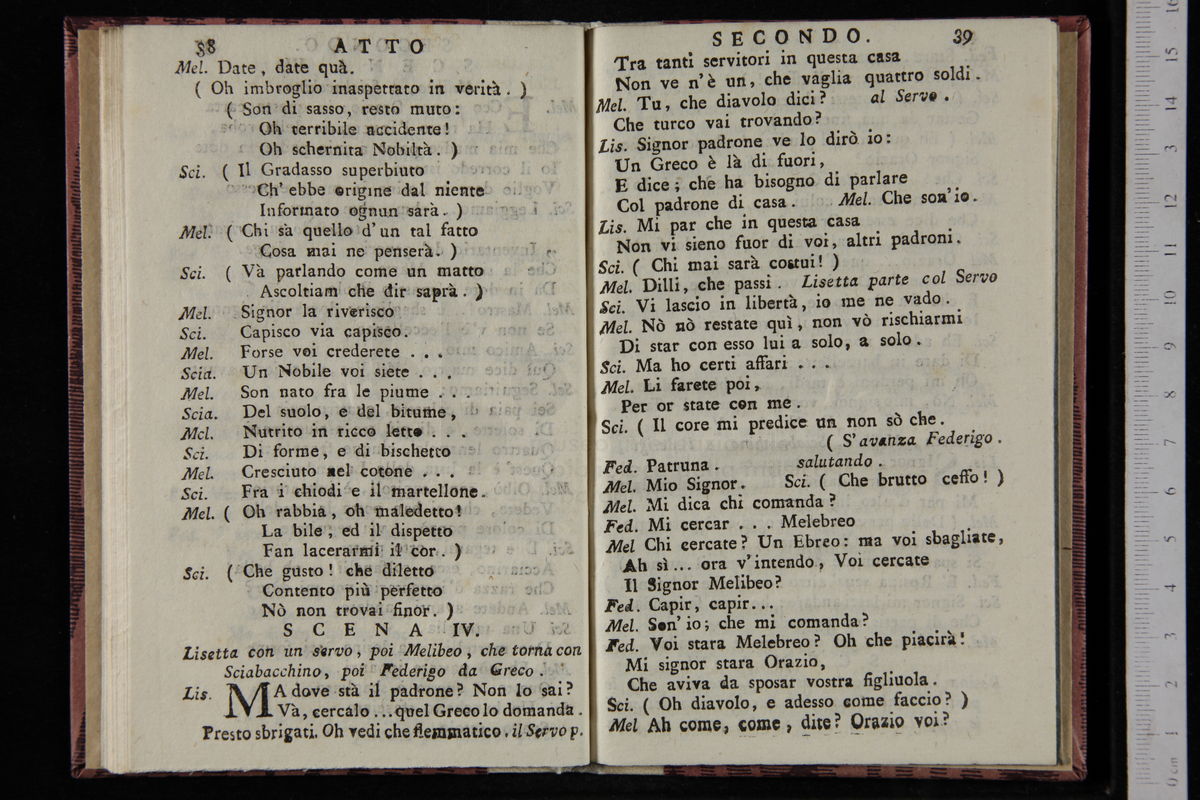 38 ATTO
Mel. Date, date quà.
( Oh imbroglio inaspettato in verità. )
( Son di sasso, resto muto:
Oh terribile accidente!
Oh schernita Nobiltà. )
Sci. ( Il Gradasso superbiuto
Ch' ebbe origine dal niente
Informato ognun sarà. )
Mel. ( Chi sà quello d' un tal fatto
Cosa mai ne penserà. )
Sci. ( Và parlando come un matto
Ascoltiam che dir saprà. )
Mel. Signor la riverisco
Sci. Capisco via capisco.
Mel. Forse voi crederete . . .
Scia. Un Nobile voi siete . . .
Mel. Son nato fra le piume . . .
Scia. Del suolo, e del bitume,
Mel. Nutrito in ricco letto . . .
Sci. Di forme, e di bischetto
Mel. Cresciuto nel cotone . . .
Sci. Fra i chiodi e il martellone.
Mel. ( Oh rabbia, oh maledetto!
La bile, ed il dispetto
Fan lacerarmi il cor. )
Sci. ( Che gusto! che diletto
Contento più perfetto
Nò non trovai finor. )
SCENA IV.
Lisetta con un servo, poi Melibeo, che torna con
Sciabacchino, poi Federigo da Greco.
Lis. MA dove stà il padrone? Non lo sai?
Và, cercalo ... quel Greco lo domanda.
Presto sbrigati. Oh vedi che flemmatico. il Servo p.
SECONDO. 39
Tra tanti servitori in questa casa
Non ve n'è un, che vaglia quattro soldi.
Mel. Tu, che diavolo dici? al Servo.
Che turco vai trovando?
Lis. Signor padrone ve lo dirò io:
Un Greco è là di fuori,
E dice; che ha bisogno di parlare
Col padrone di casa. Mel. Che son' io.
Lis. Mi par che in questa casa
Non vi sieno fuor di voi, altri padroni.
Sci. ( Chi mai sarà costui! )
Mel. Dilli, che passi. Lisetta parte col Servo
Sci. Vi lascio in libertà, io me ne vado.
Mel. Nò nò restate quì, non vò rischiarmi
Di star con esso lui a solo, a solo.
Sci. Ma ho certi affari . . .
Mel. Li farete poi,
Per or state con me.
Sci. ( Il core mi predice un non sò che.
( S'avanza Federigo.
Fed. Patruna. salutando.
Mel. Mio Signor. Sci. ( Che brutto ceffo! )
Mel. Mi dica chi comanda?
Fed. Mi cercar . . . Melebreo
Mel Chi cercate? Un Ebreo: ma voi sbagliate,
Ah sì... ora v'intendo, Voi cercate
Il Signor Melibeo?
Fed. Capir, capir...
Mel. Son' io; che mi comanda?
Fed. Voi stara Melebreo? Oh che piacirà!
Mi signor stara Orazio,
Che aviva da sposar vostra figliuola.
Sci. ( Oh diavolo, e adesso come faccio? )
Mel Ah come, come, dite? Orazio voi?